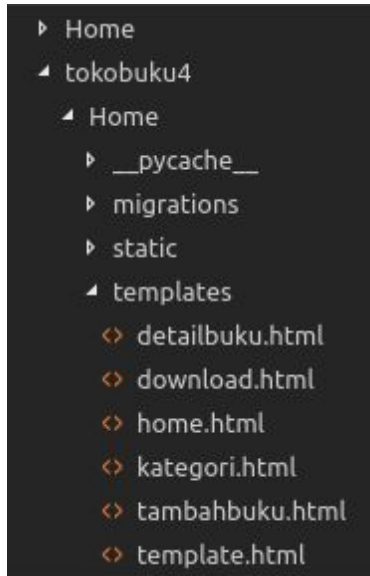 Home
tokobuku4
Home
__pycache__
migrations
static
templates
detailbuku.html
download.html
home.html
kategori.html
tambahbuku.html
template.html